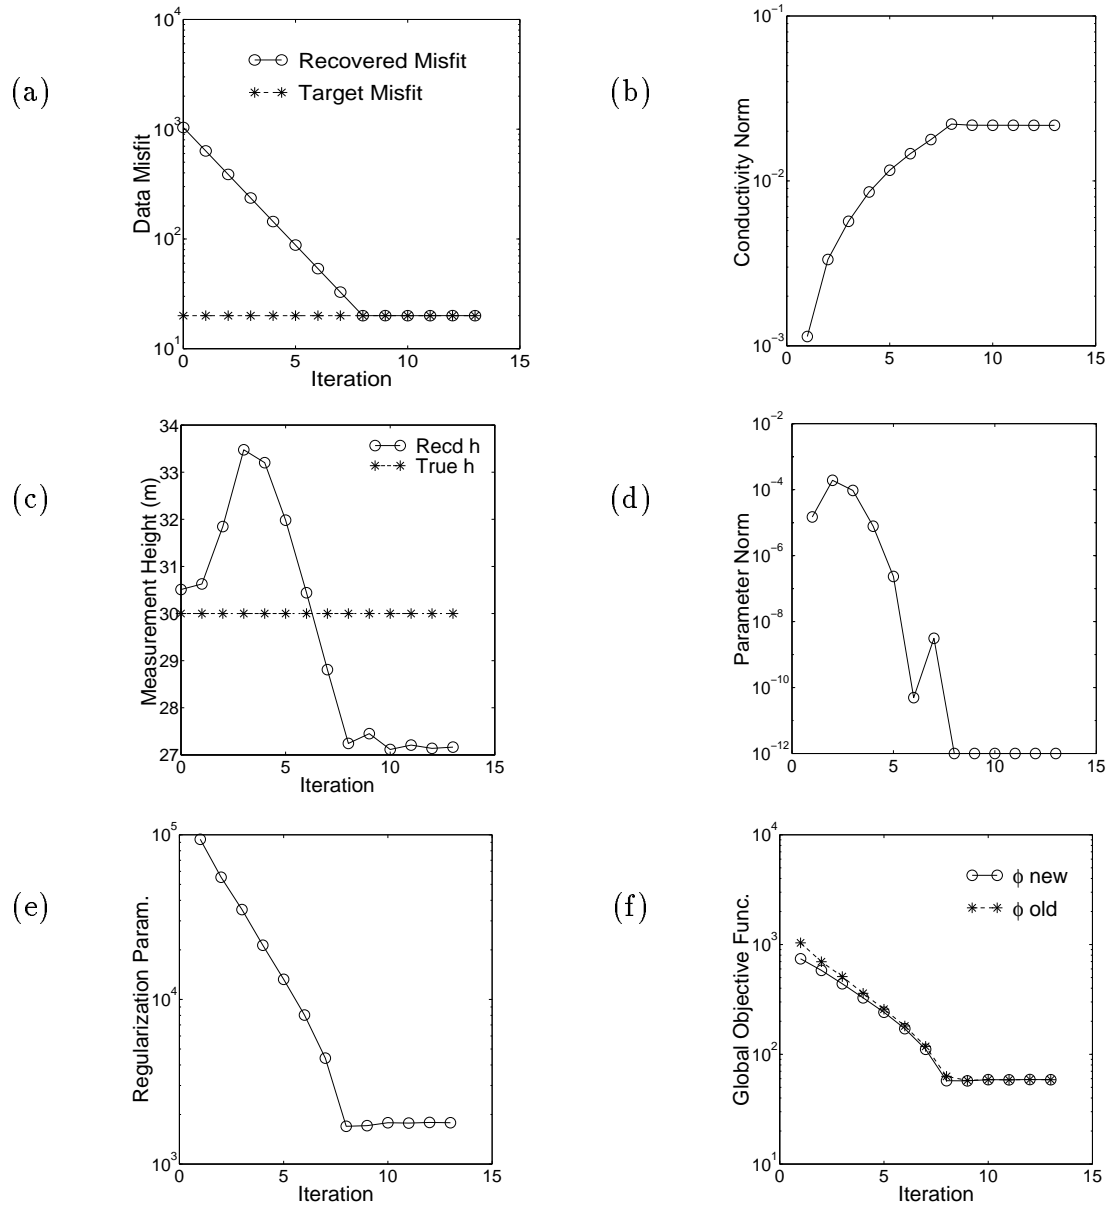 (a)
10^4
10^3
10^2
10^1
Data Misfit
Recovered Misfit
Target Misfit
0 5 10 15
Iteration
(b)
10^-1
10^-2
10^-3
Conductivity Norm
0 5 10 15
(c)
34
33
32
31
30
29
28
27
Measurement Height (m)
Recd h
True h
0 5 10 15
Iteration
(d)
10^-2
10^-4
10^-6
10^-8
10^-10
10^-12
Parameter Norm
0 5 10 15
(e)
10^5
10^4
10^3
Regularization Param.
0 5 10 15
Iteration
(f)
10^4
10^3
10^2
10^1
Global Objective Func.
ϕ new
ϕ old
0 5 10 15
Iteration